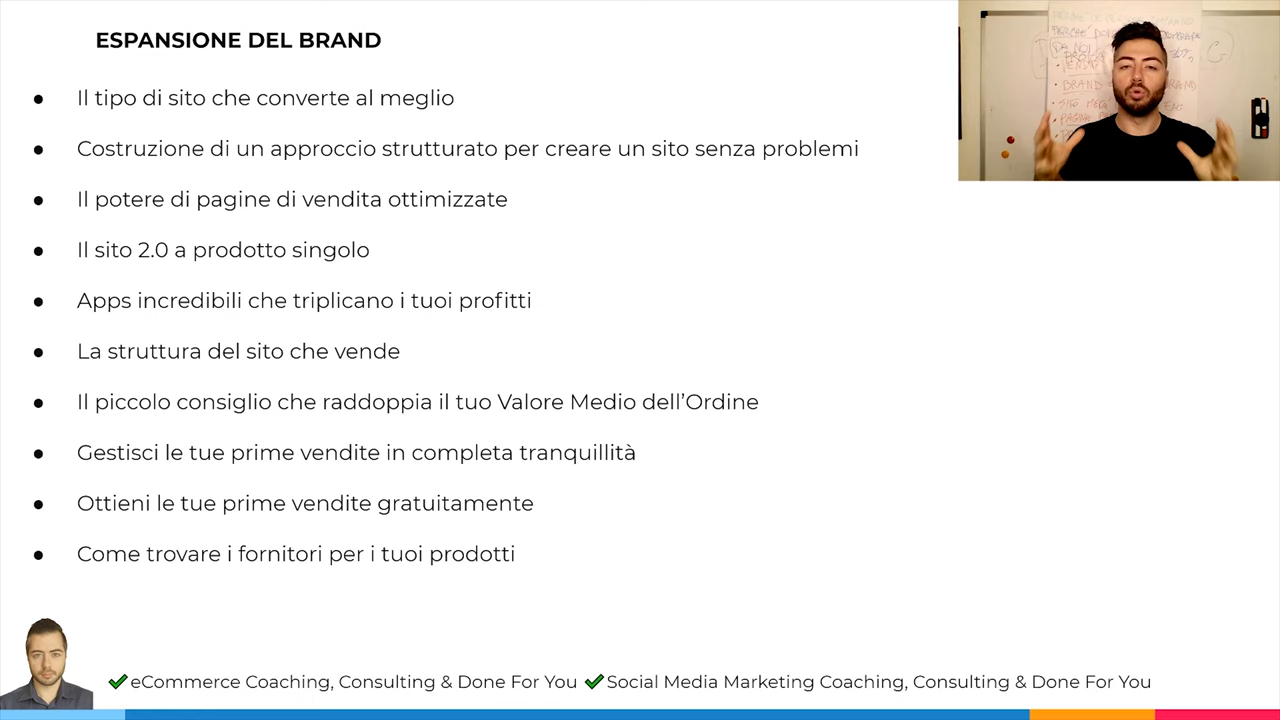 ESPANSIONE DEL BRAND
● Il tipo di sito che converte al meglio
● Costruzione di un approccio strutturato per creare un sito senza problemi
● Il potere di pagine di vendita ottimizzate
● Il sito 2.0 a prodotto singolo
● Apps incredibili che triplicano i tuoi profitti
● La struttura del sito che vende
● Il piccolo consiglio che raddoppia il tuo Valore Medio dell’Ordine
● Gestisci le tue prime vendite in completa tranquillità
● Ottieni le tue prime vendite gratuitamente
● Come trovare i fornitori per i tuoi prodotti
BRAND
eCommerce Coaching, Consulting & Done For You Social Media Marketing Coaching, Consulting & Done For You